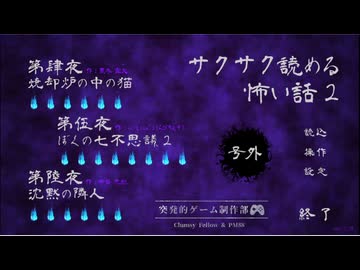 サクサク読める
怖い話2
第肆夜
焼却炉の中の猫
第伍夜
ぼくの七不思議2
第陸夜
沈黙の隣人
号外
読込
操作
設定
終了
突発的ゲーム制作部
Clumsy Fellow & PM88